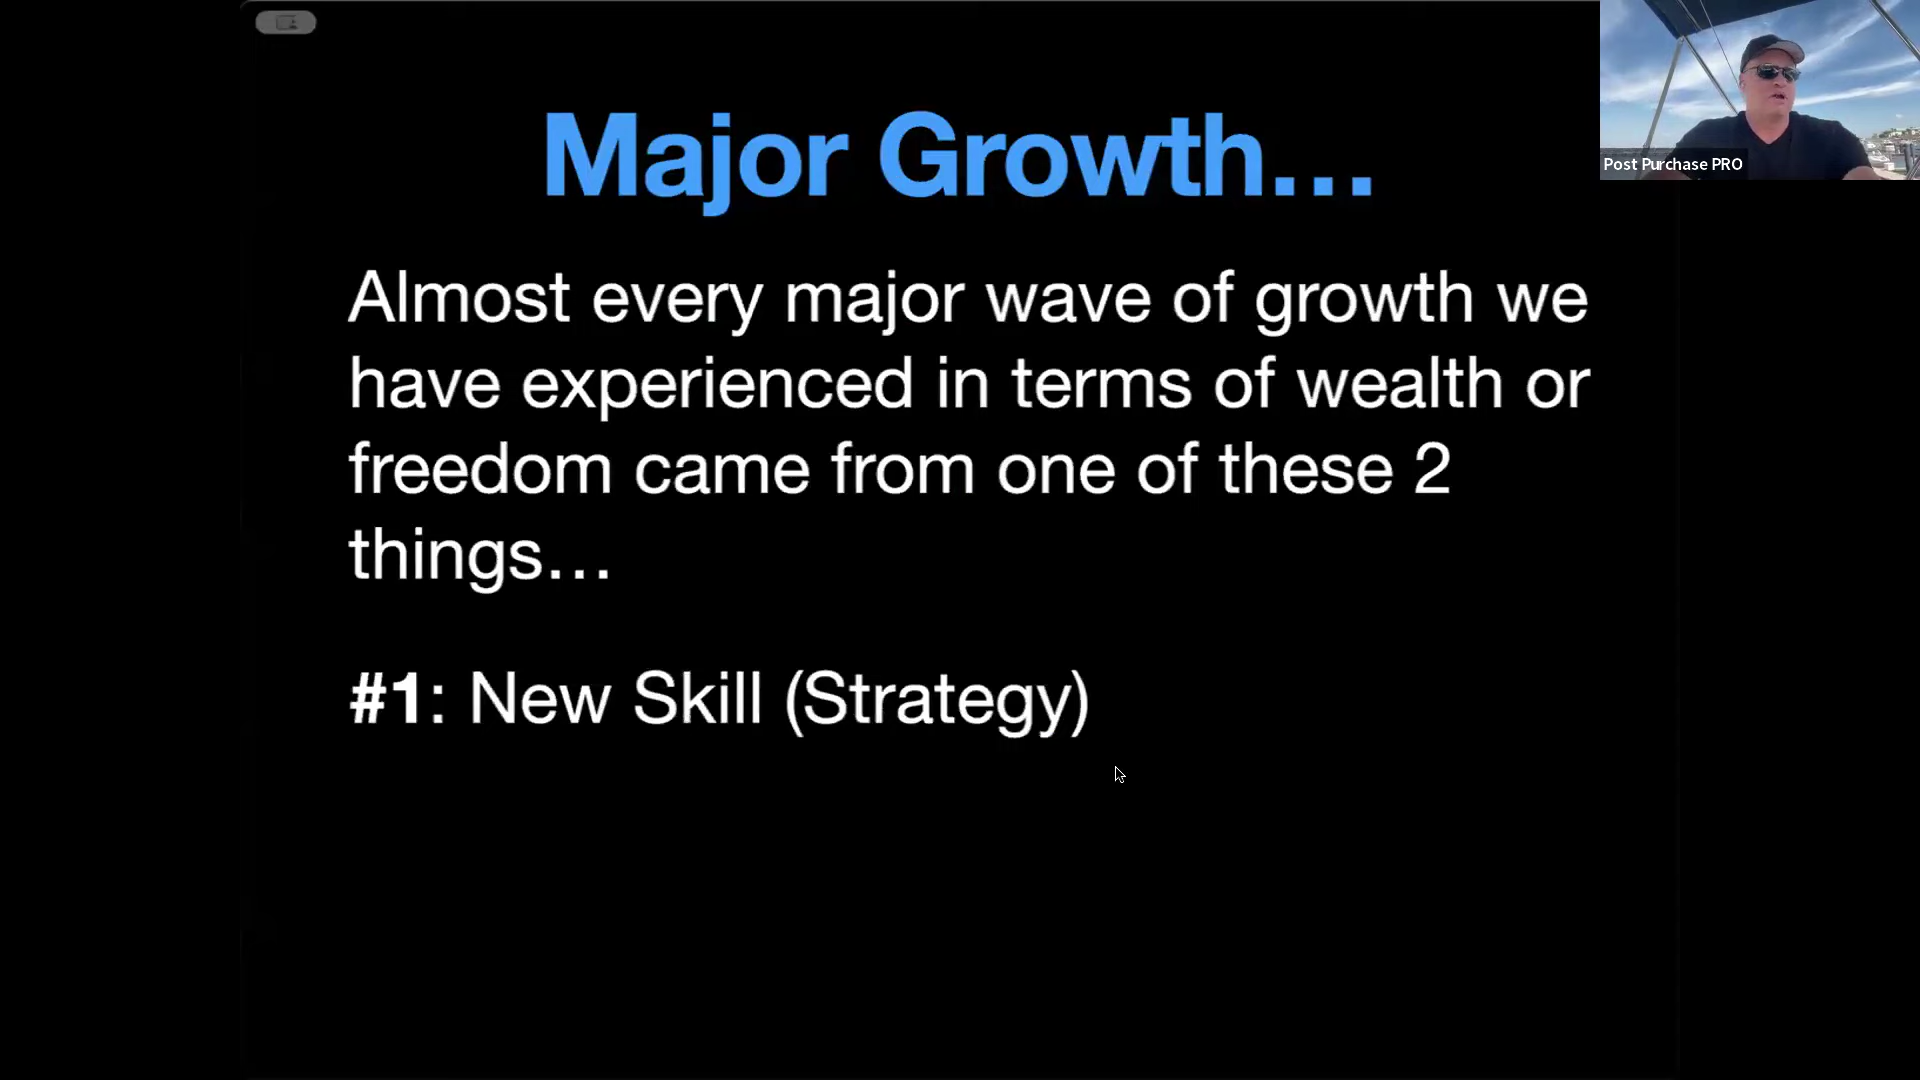 Major Growth…
Almost every major wave of growth we
have experienced in terms of wealth or
freedom came from one of these 2
things…
#1: New Skill (Strategy)
Post Purchase PRO